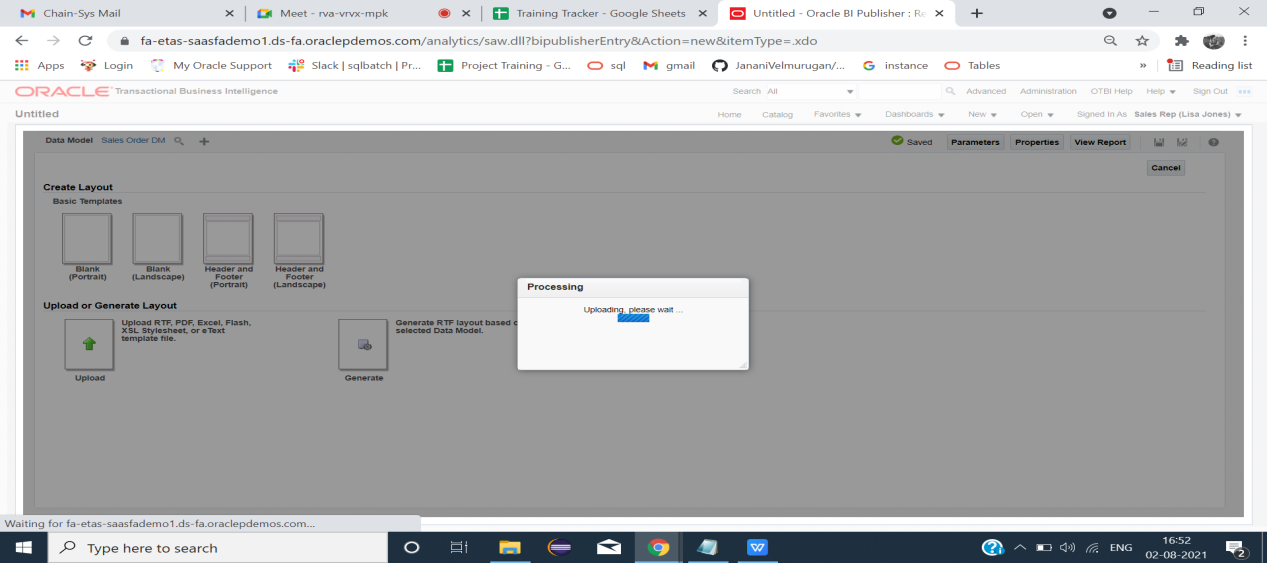 Chain-Sys Mail
Meet - rva-vrvx-mpk
Training Tracker - Google Sheets
Untitled - Oracle BI Publisher : Re
fa-etas-saasfademo1.ds-fa.oraclepdemos.com/analytics/saw.dll?bipublisherEntry&Action=new&itemType=.xdo
Apps Login My Oracle Support Slack | sqlbatch | Pr... Project Training - G... sql gmail JananiVelmurugan/... instance Tables » Reading list
ORACLE Transactional Business Intelligence Search All Advanced Administration OTBI Help Help Sign Out
Untitled Home Catalog Favorites Dashboards New Open Signed In As Sales Rep (Lisa Jones)
Data Model Sales Order DM Saved Parameters Properties View Report
Cancel
Create Layout
Basic Templates
Blank (Portrait)
Blank (Landscape)
Header and Footer (Portrait)
Header and Footer (Landscape)
Processing
Uploading, please wait ...
Upload or Generate Layout
Upload RTF, PDF, Excel, Flash,
XSL Stylesheet, or eText
template file.
Upload
Generate RTF layout based
selected Data Model.
Generate
Waiting for fa-etas-saasfademo1.ds-fa.oraclepdemos.com...
Type here to search
ENG
16:52
02-08-2021
2